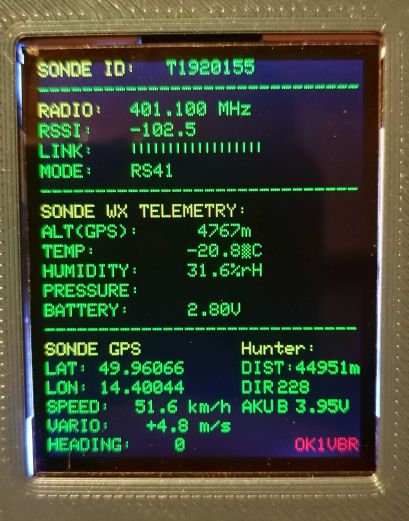 SONDE ID: T1920155
RADIO: 401.100 MHz
RSSI: -102.5
LINK: ||||||||||||||||||
MODE: RS41
SONDE WX TELEMETRY:
ALT(GPS): 4767m
TEMP: -20.8▒C
HUMIDITY: 31.6%rH
PRESSURE:
BATTERY: 2.80V
SONDE GPS Hunter:
LAT: 49.96066 DIST:44951m
LON: 14.40044 DIR 228
SPEED: 51.6 km/h AKU B 3.95V
VARIO: +4.8 m/s
HEADING: 0 OK1VBR